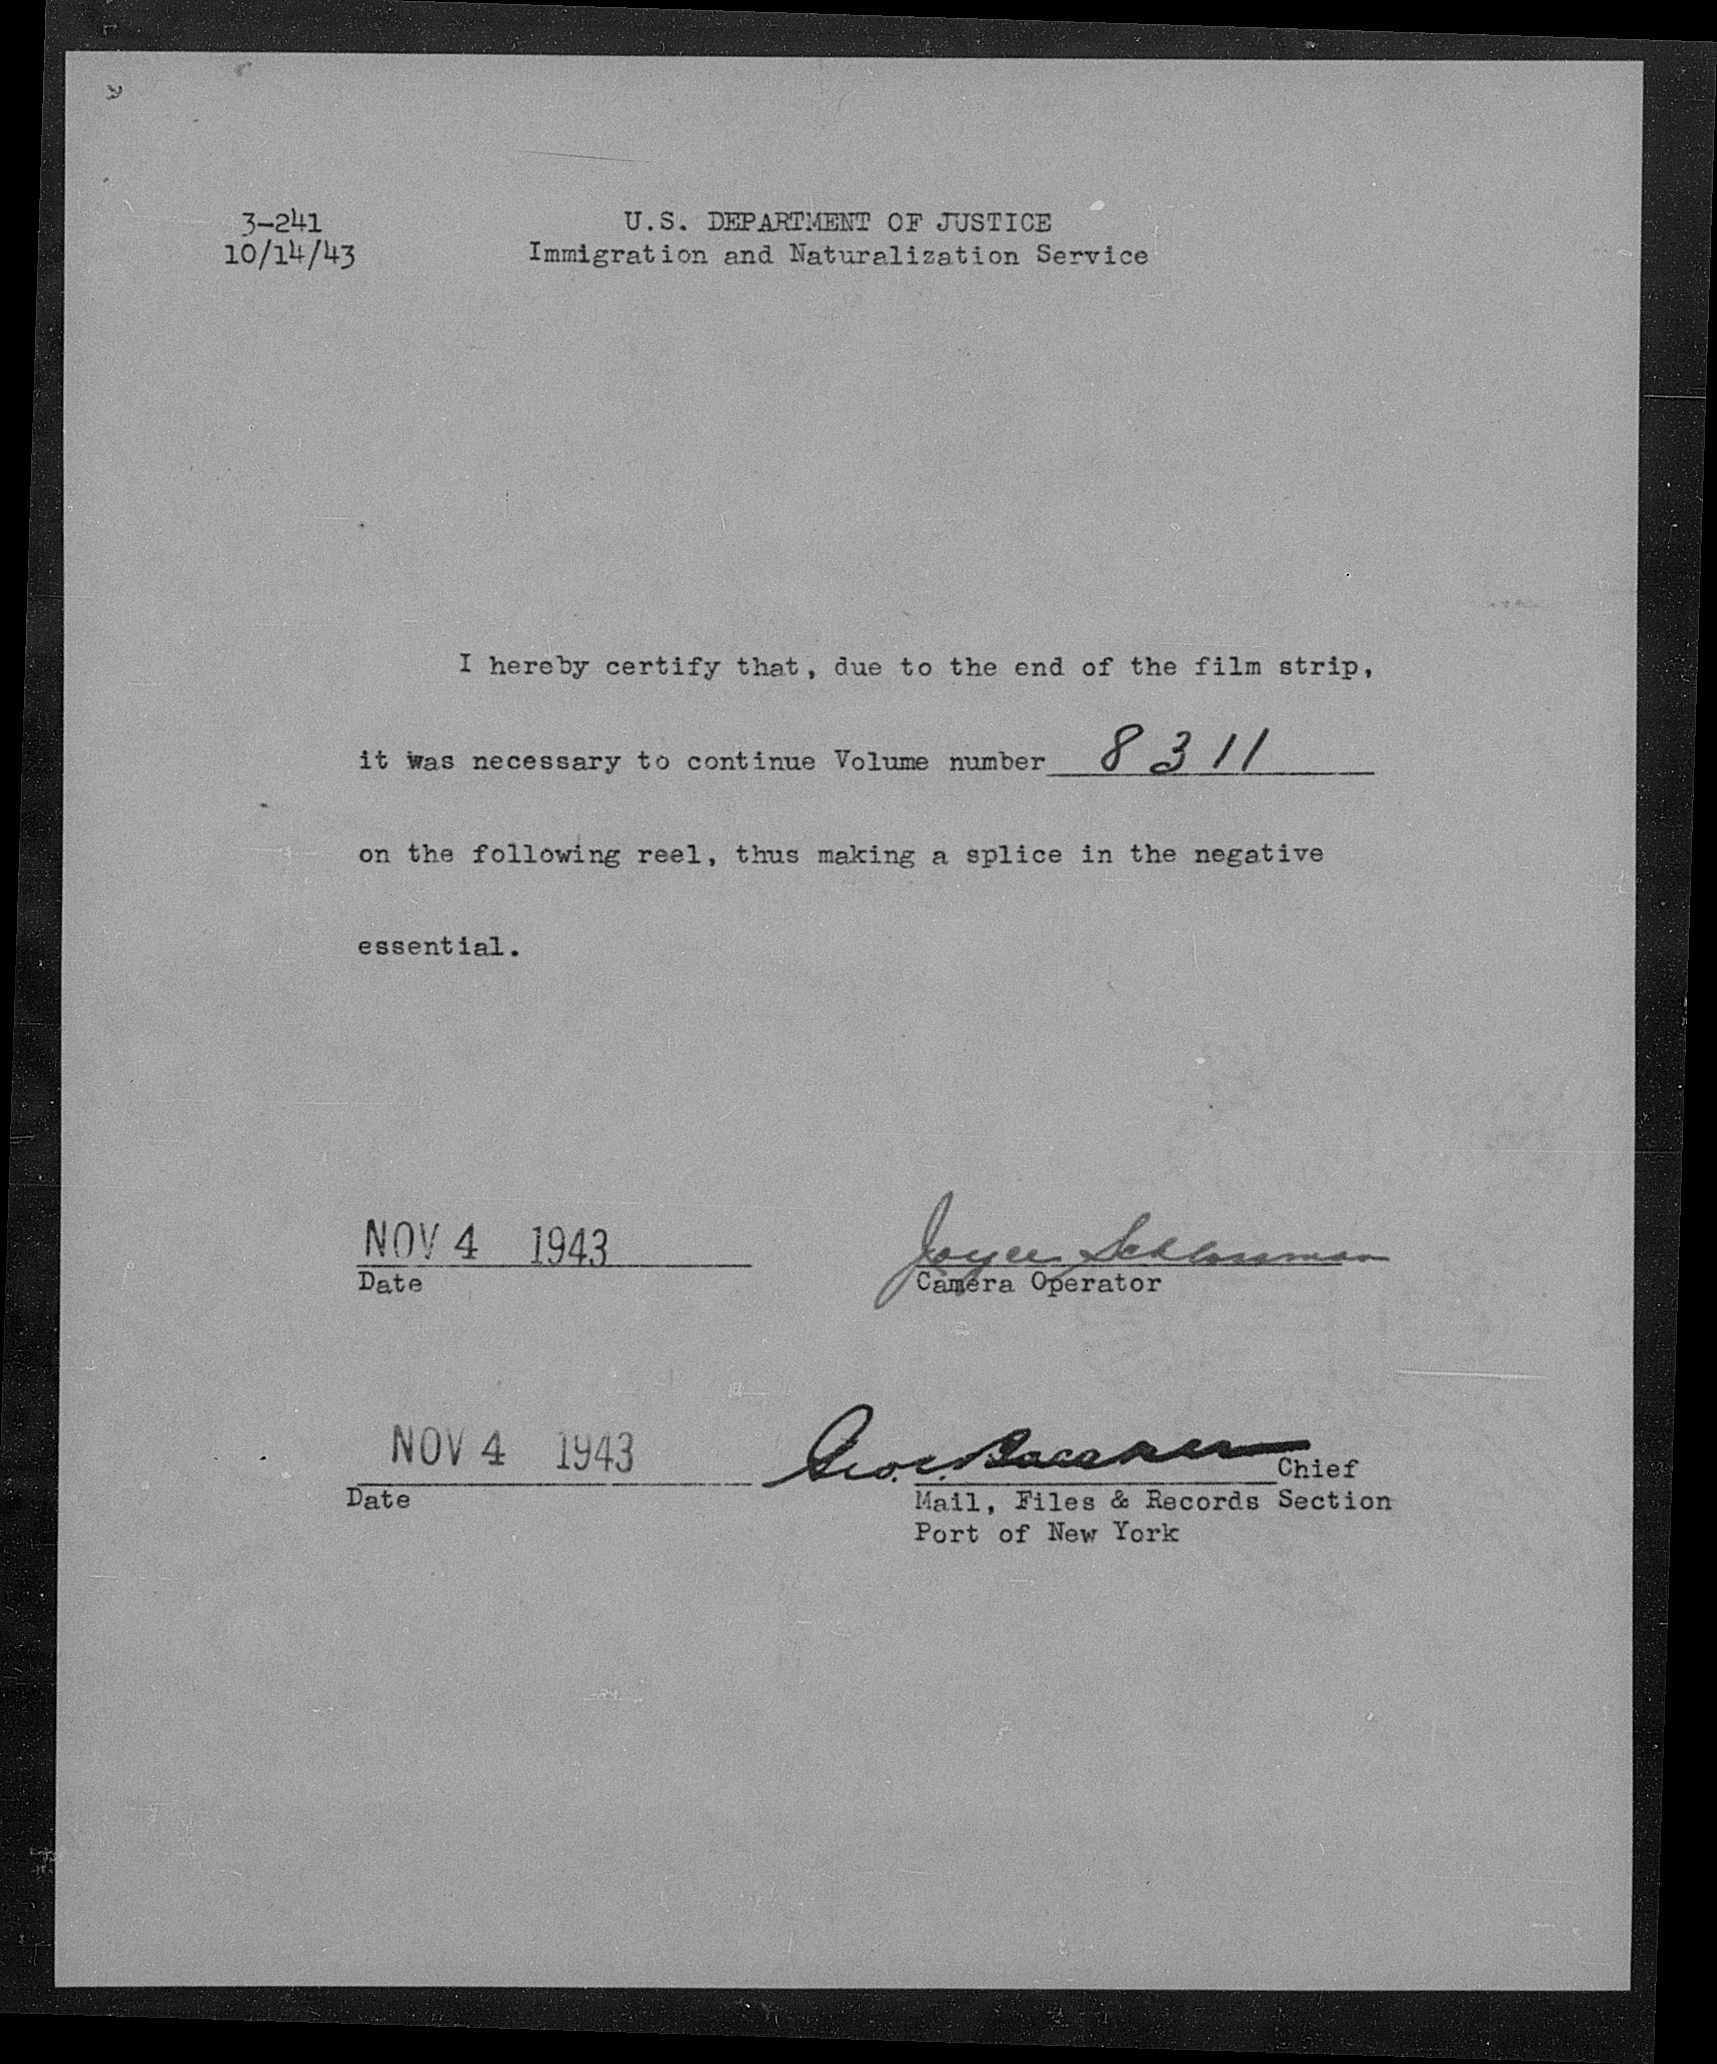 3-241
10/14/43
U.S. DEPARTMENT OF JUSTICE
Immigration and Naturalization Service
I hereby certify that, due to the end of the film strip,
it was necessary to continue Volume number 8311
on the following reel, thus making a splice in the negative
essential.
NOV 4 1943
Date
Joyce
Camera Operator
NOV 4 1943
Date
Geo.
Chief
Mail, Files & Records Section
Port of New York